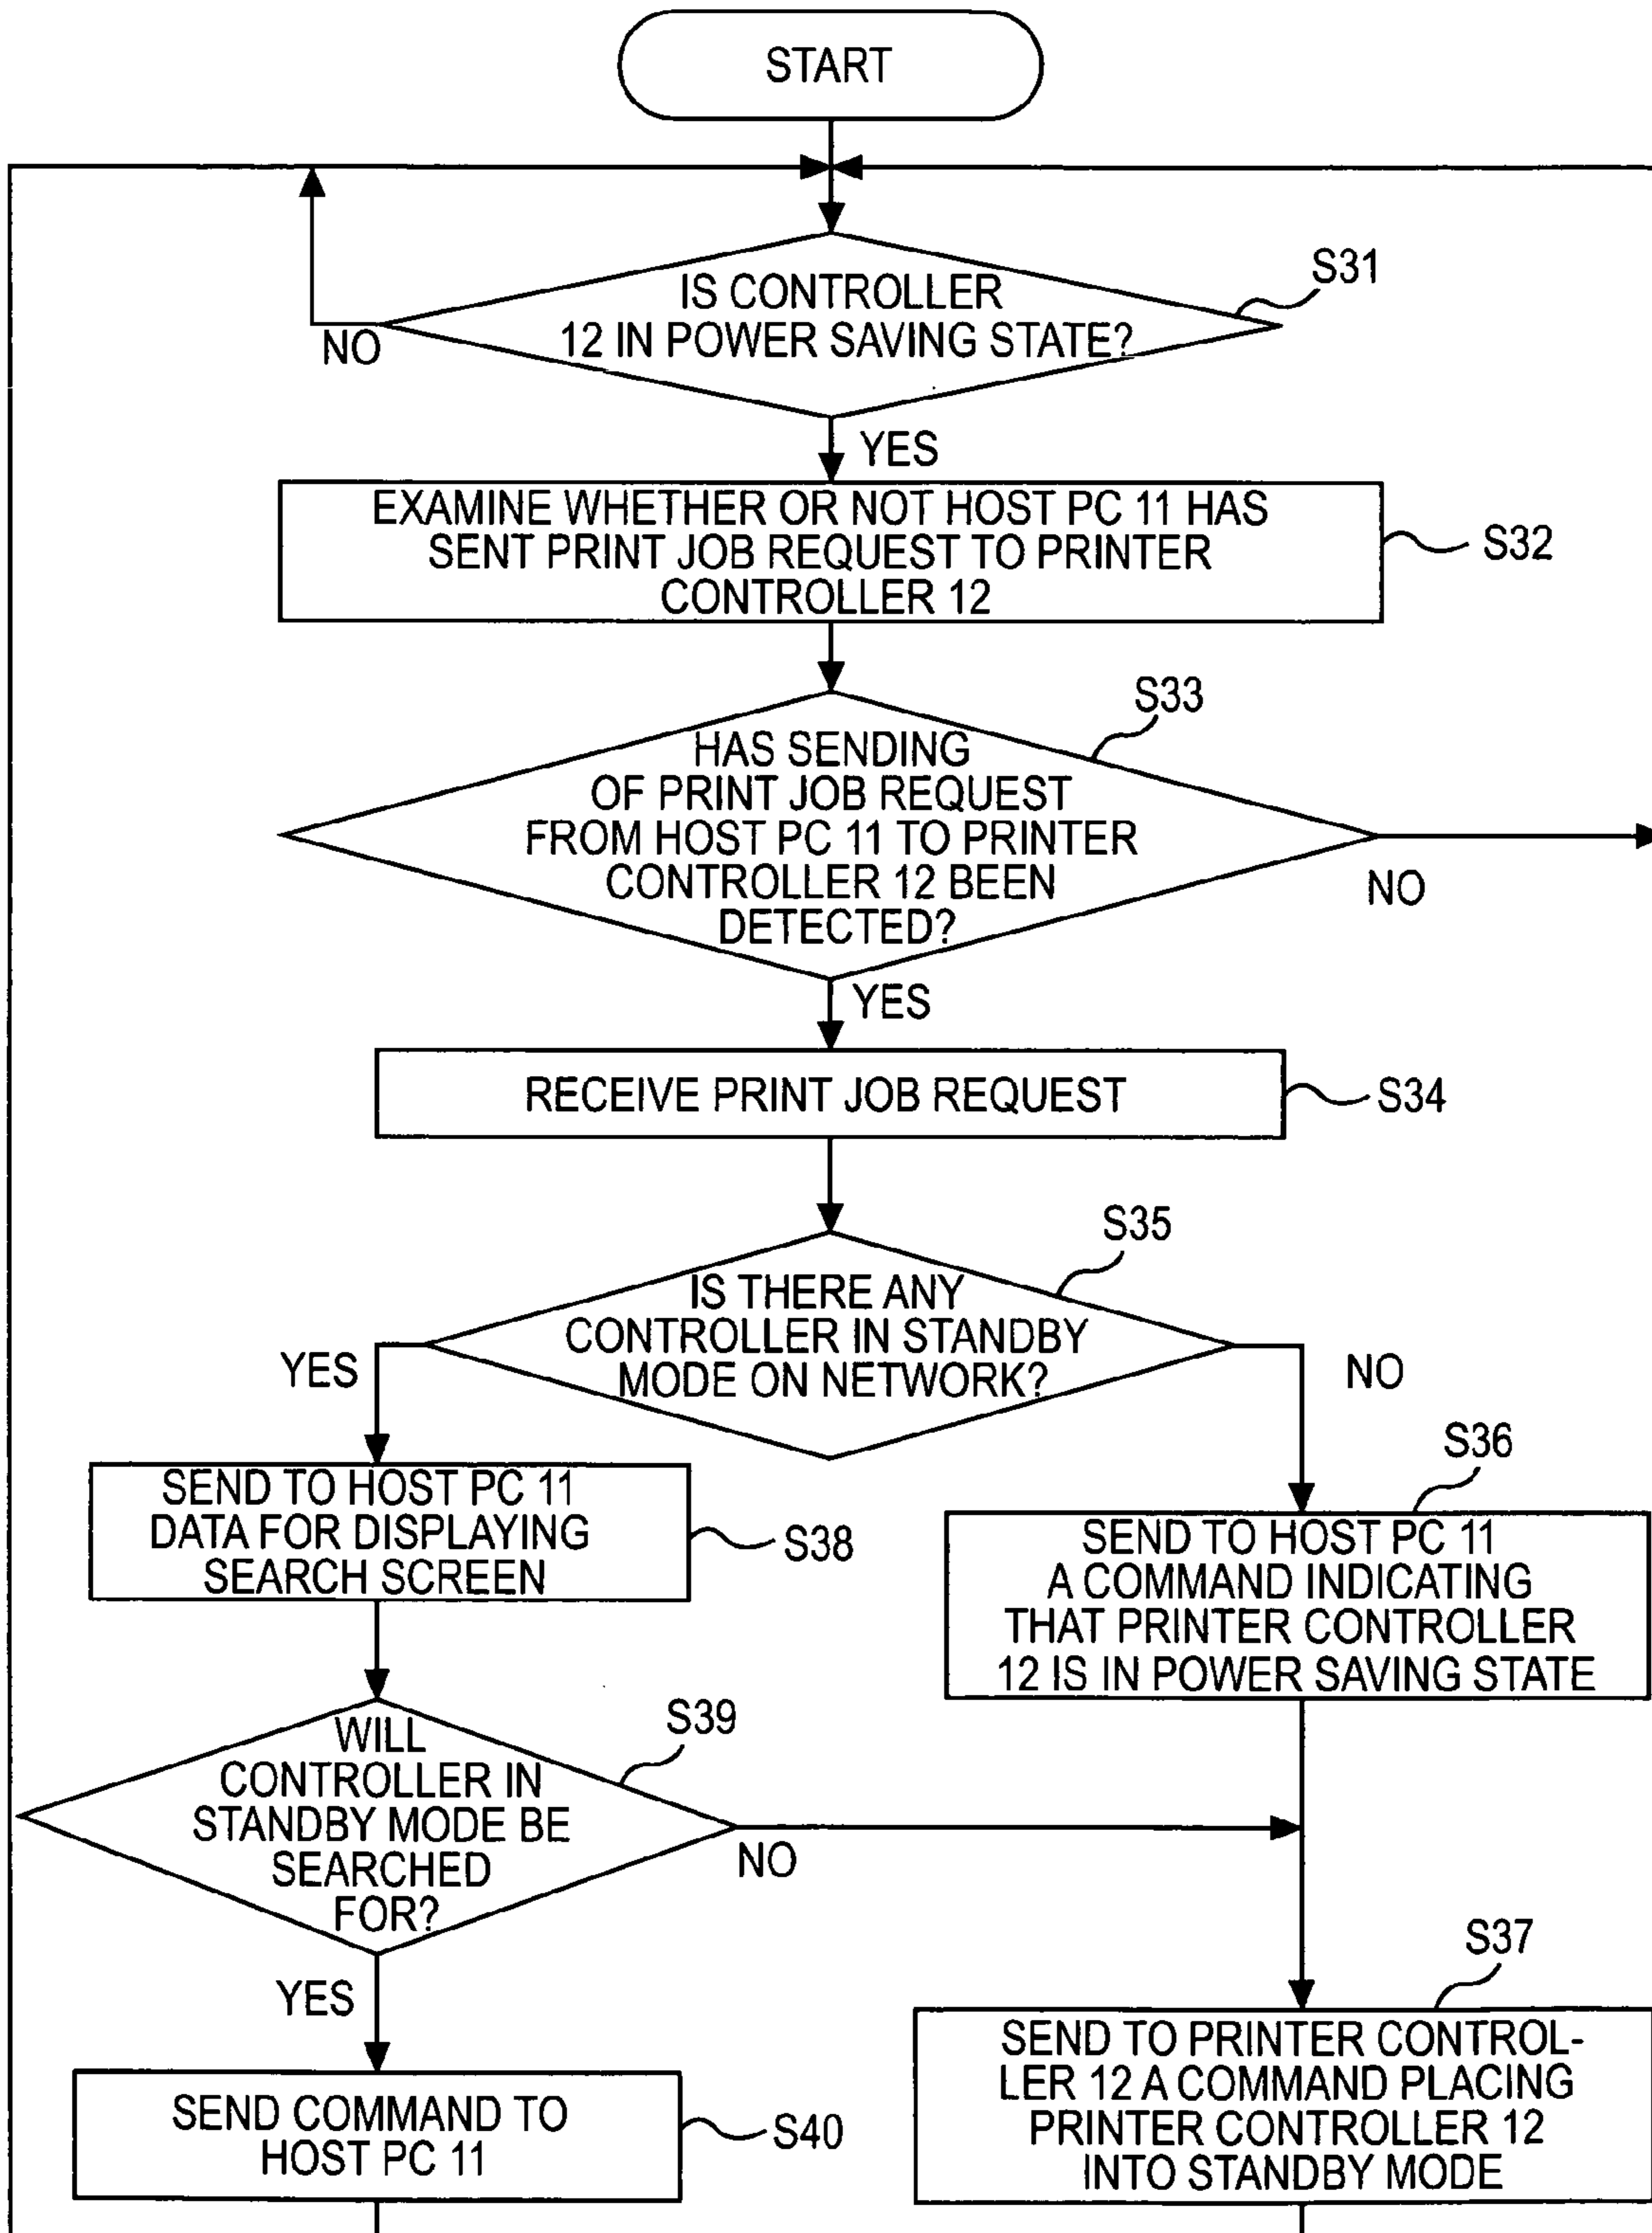 START
S31
IS CONTROLLER
12 IN POWER SAVING STATE?
NO
YES
EXAMINE WHETHER OR NOT HOST PC 11 HAS
SENT PRINT JOB REQUEST TO PRINTER
CONTROLLER 12
S32
S33
HAS SENDING
OF PRINT JOB REQUEST
FROM HOST PC 11 TO PRINTER
CONTROLLER 12 BEEN
DETECTED?
NO
YES
RECEIVE PRINT JOB REQUEST
S34
S35
IS THERE ANY
CONTROLLER IN STANDBY
MODE ON NETWORK?
YES
NO
S36
SEND TO HOST PC 11
DATA FOR DISPLAYING
SEARCH SCREEN
S38
SEND TO HOST PC 11
A COMMAND INDICATING
THAT PRINTER CONTROLLER
12 IS IN POWER SAVING STATE
S39
WILL
CONTROLLER IN
STANDBY MODE BE
SEARCHED
FOR?
NO
YES
S37
SEND COMMAND TO
HOST PC 11
S40
SEND TO PRINTER CONTROL-
LER 12 A COMMAND PLACING
PRINTER CONTROLLER 12
INTO STANDBY MODE